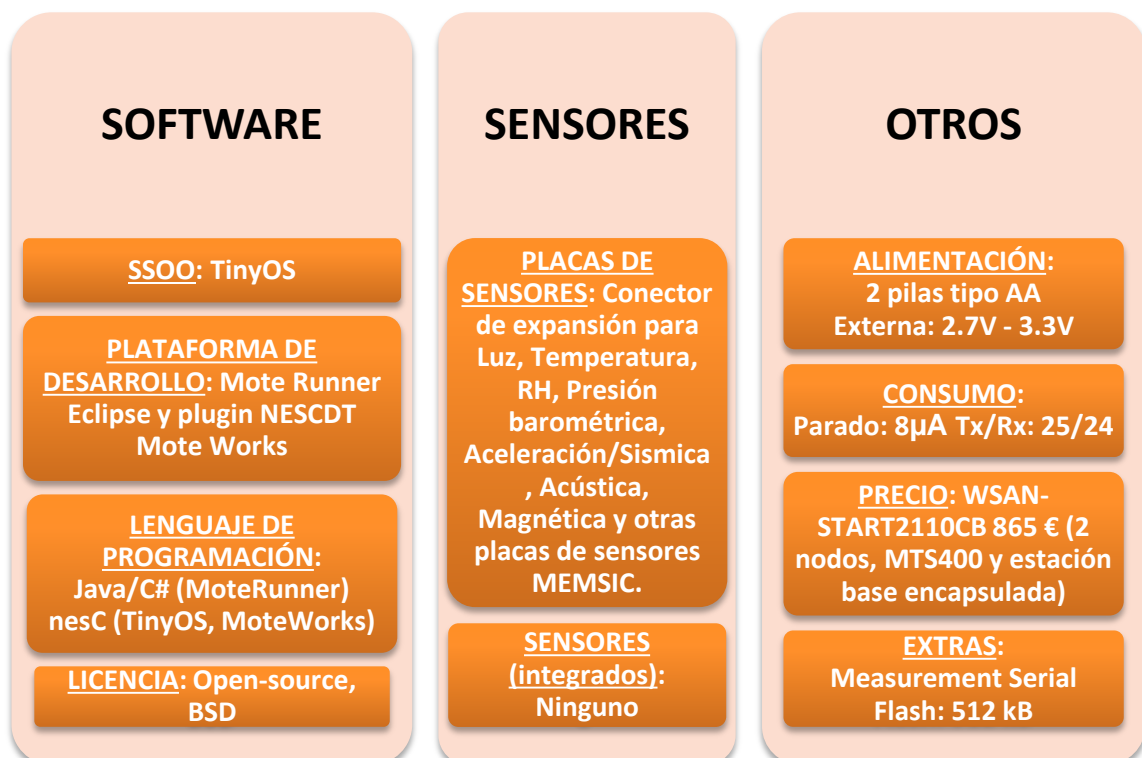 SOFTWARE
SSOO: TinyOS
PLATAFORMA DE
DESARROLLO: Mote Runner
Eclipse y plugin NESCDT
Mote Works
LENGUAJE DE
PROGRAMACIÓN:
Java/C# (MoteRunner)
nesC (TinyOS, MoteWorks)
LICENCIA: Open-source,
BSD
SENSORES
PLACAS DE
SENSORES: Conector
de expansión para
Luz, Temperatura,
RH, Presión
barométrica,
Aceleración/Sismica
, Acústica,
Magnética y otras
placas de sensores
MEMSIC.
SENSORES
(integrados):
Ninguno
OTROS
ALIMENTACIÓN:
2 pilas tipo AA
Externa: 2.7V - 3.3V
CONSUMO:
Parado: 8µA Tx/Rx: 25/24
PRECIO: WSAN-
START2110CB 865 € (2
nodos, MTS400 y estación
base encapsulada)
EXTRAS:
Measurement Serial
Flash: 512 kB